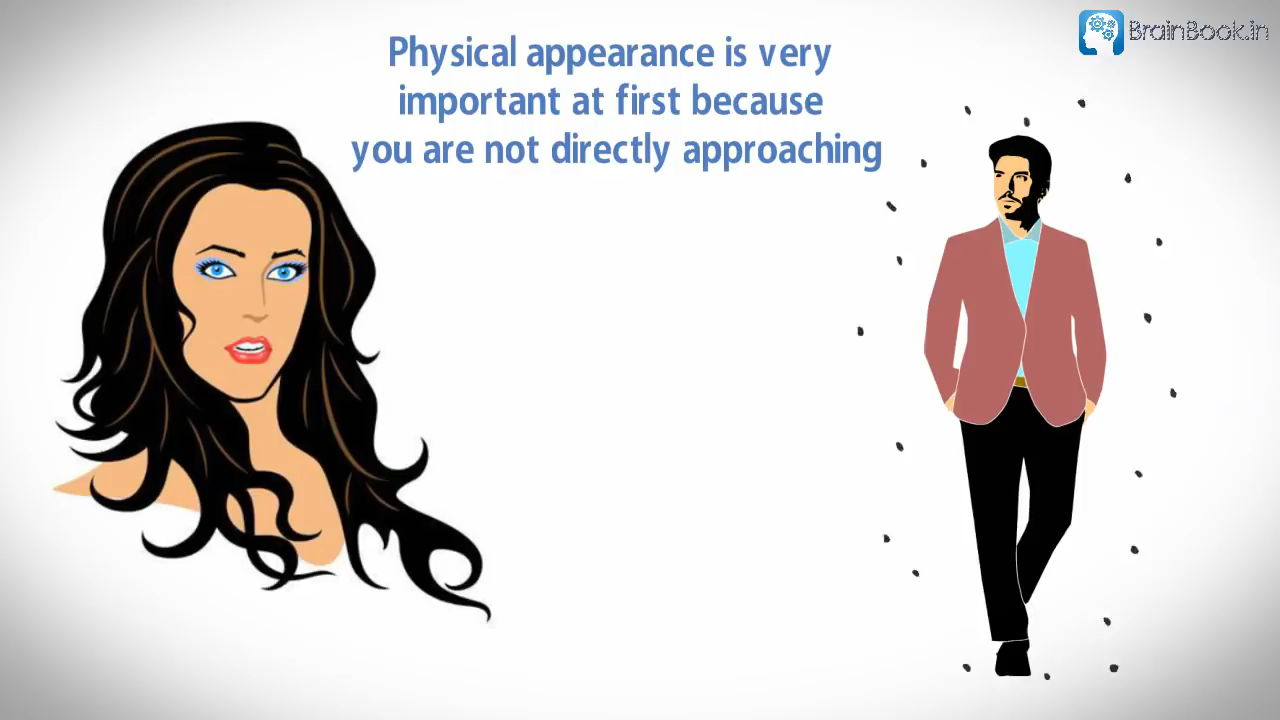 BrainBook.in
Physical appearance is very
important at first because
you are not directly approaching